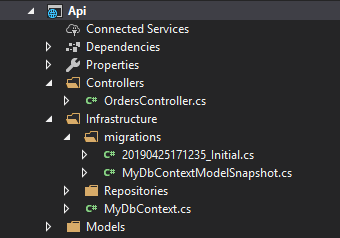 Api
Connected Services
Dependencies
Properties
Controllers
C# OrdersController.cs
Infrastructure
migrations
C# 20190425171235_Initial.cs
C# MyDbContextModelSnapshot.cs
Repositories
C# MyDbContext.cs
Models